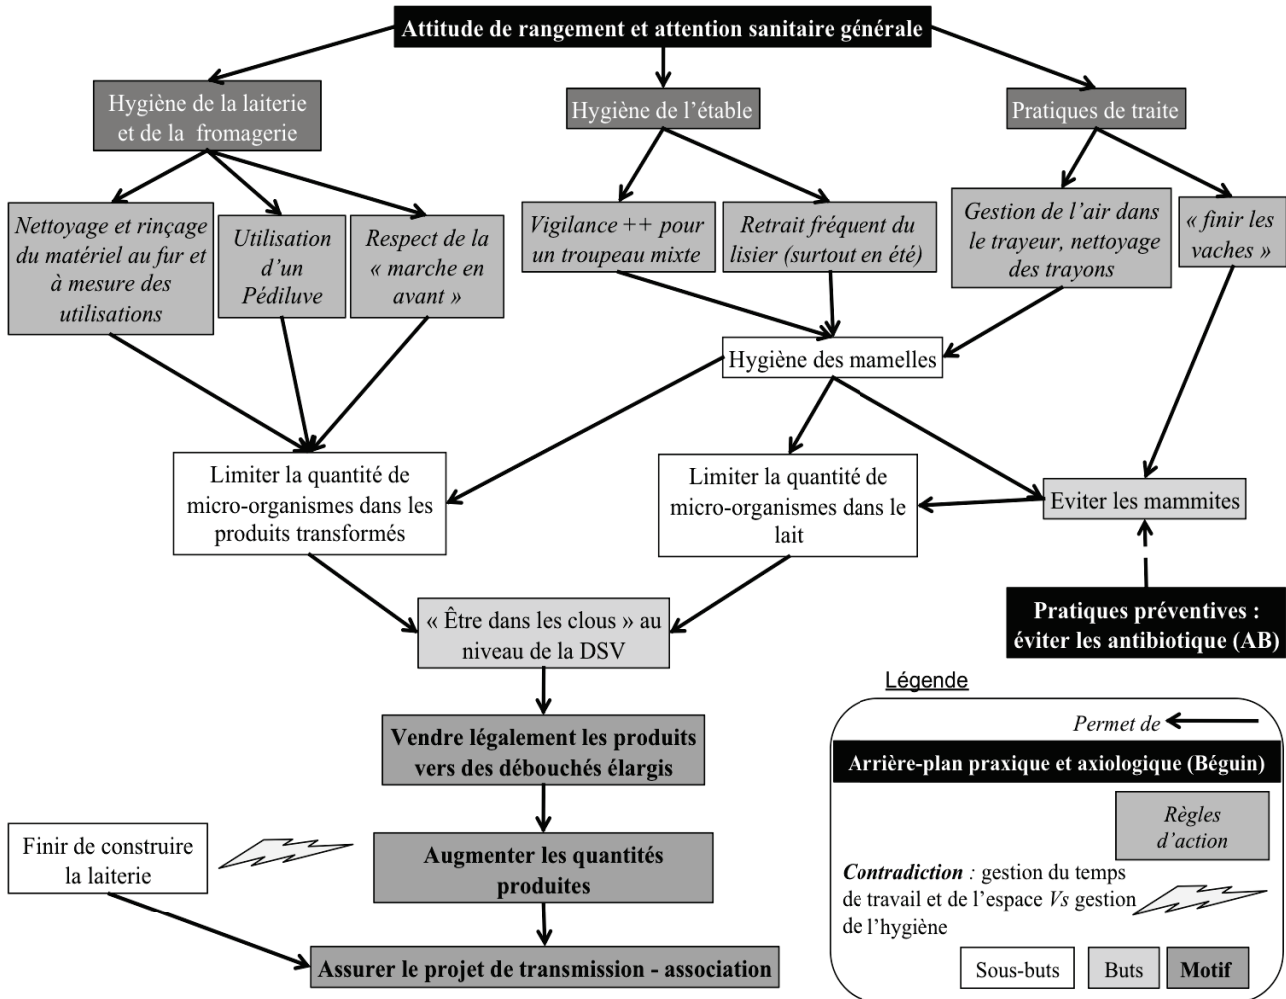 Attitude de rangement et attention sanitaire générale
Hygiène de la laiterie
et de la fromagerie
Hygiène de l'étable
Pratiques de traite
Nettoyage et rinçage
du matériel au fur et
à mesure des
utilisations
Utilisation
d'un
Pédiluve
Respect de la
« marche en
avant »
Vigilance ++ pour
un troupeau mixte
Retrait fréquent du
lisier (surtout en été)
Gestion de l'air dans
le trayeur, nettoyage
des trayons
« finir les
vaches »
Hygiène des mamelles
Limiter la quantité de
micro-organismes dans les
produits transformés
Limiter la quantité de
micro-organismes dans le
lait
Eviter les mammites
Pratiques préventives :
éviter les antibiotique (AB)
« Être dans les clous » au
niveau de la DSV
Vendre légalement les produits
vers des débouchés élargis
Finir de construire
la laiterie
Augmenter les quantités
produites
Assurer le projet de transmission - association
Légende
Permet de
Arrière-plan praxique et axiologique (Béguin)
Règles
d'action
Contradiction : gestion du temps
de travail et de l'espace Vs gestion
de l'hygiène
Sous-buts
Buts
Motif